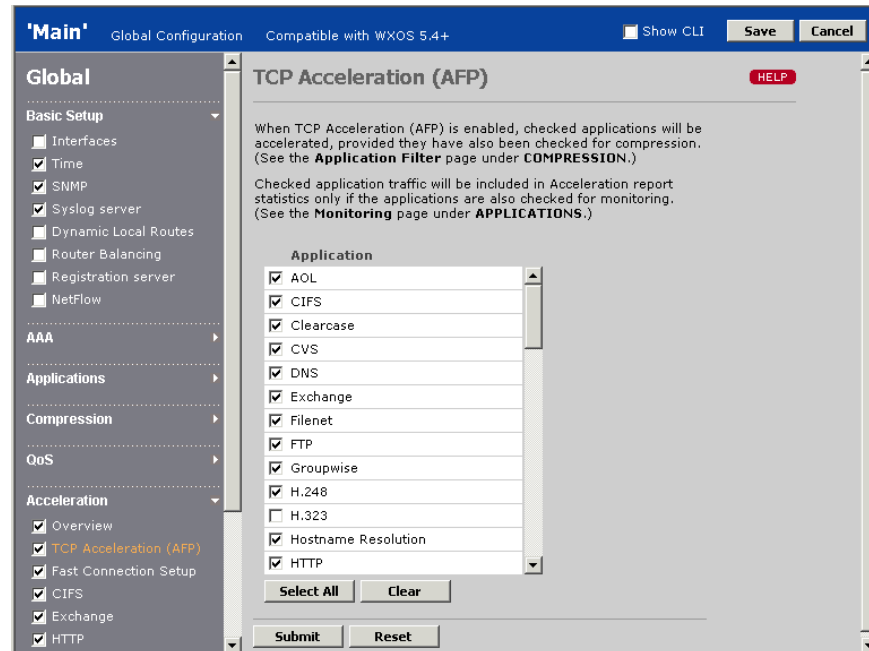 'Main' Global Configuration Compatible with WXOS 5.4+ Show CLI Save Cancel
Global
Basic Setup
Interfaces
Time
SNMP
Syslog server
Dynamic Local Routes
Router Balancing
Registration server
NetFlow
AAA
Applications
Compression
QoS
Acceleration
Overview
TCP Acceleration (AFP)
Fast Connection Setup
CIFS
Exchange
HTTP
TCP Acceleration (AFP) HELP
When TCP Acceleration (AFP) is enabled, checked applications will be
accelerated, provided they have also been checked for compression.
(See the Application Filter page under COMPRESSION.)
Checked application traffic will be included in Acceleration report
statistics only if the applications are also checked for monitoring.
(See the Monitoring page under APPLICATIONS.)
Application
AOL
CIFS
Clearcase
CVS
DNS
Exchange
Filenet
FTP
Groupwise
H.248
H.323
Hostname Resolution
HTTP
Select All Clear
Submit Reset